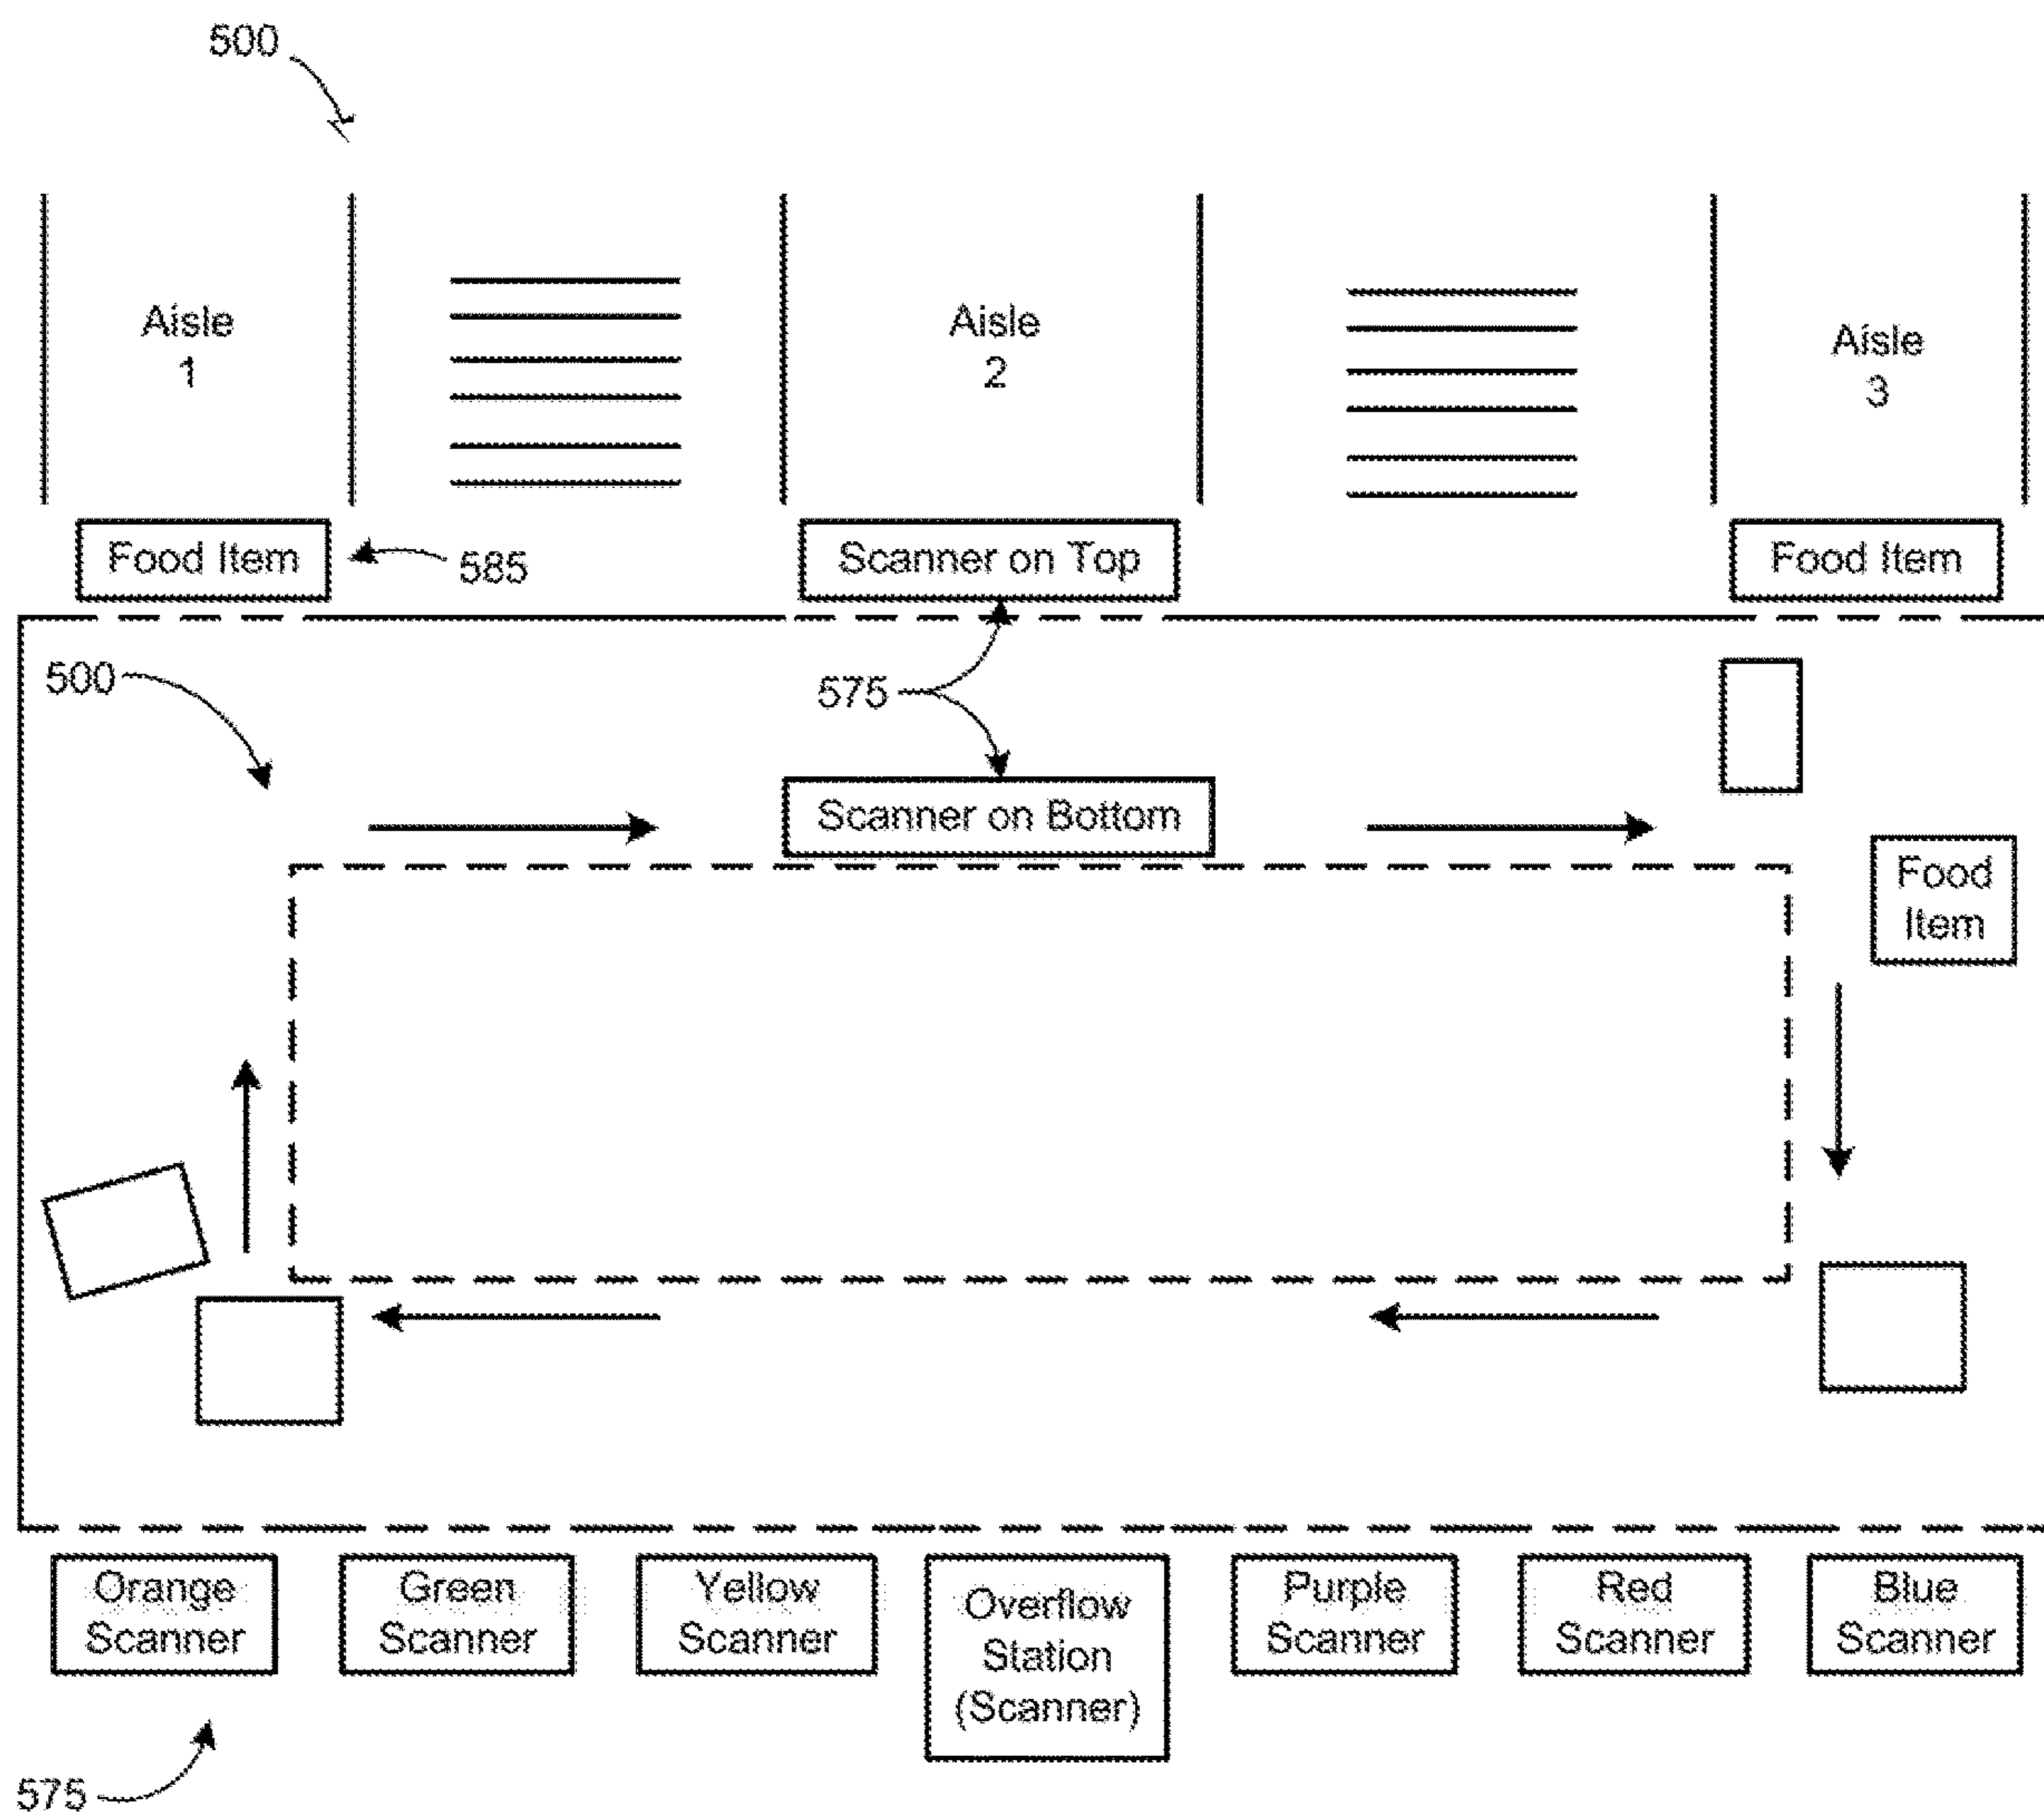 500
Aisle
1
Aisle
2
Aisle
3
Food Item
585
Scanner on Top
Food Item
500
575
Scanner on Bottom
Food
Item
Orange
Scanner
Green
Scanner
Yellow
Scanner
Overflow
Station
(Scanner)
Purple
Scanner
Red
Scanner
Blue
Scanner
575